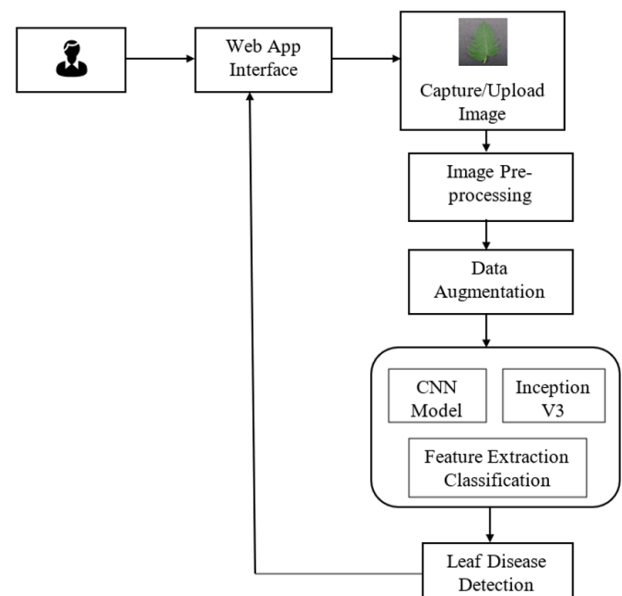 Web App
Interface
Capture/Upload
Image
Image Pre-
processing
Data
Augmentation
CNN
Model
Inception
V3
Feature Extraction
Classification
Leaf Disease
Detection